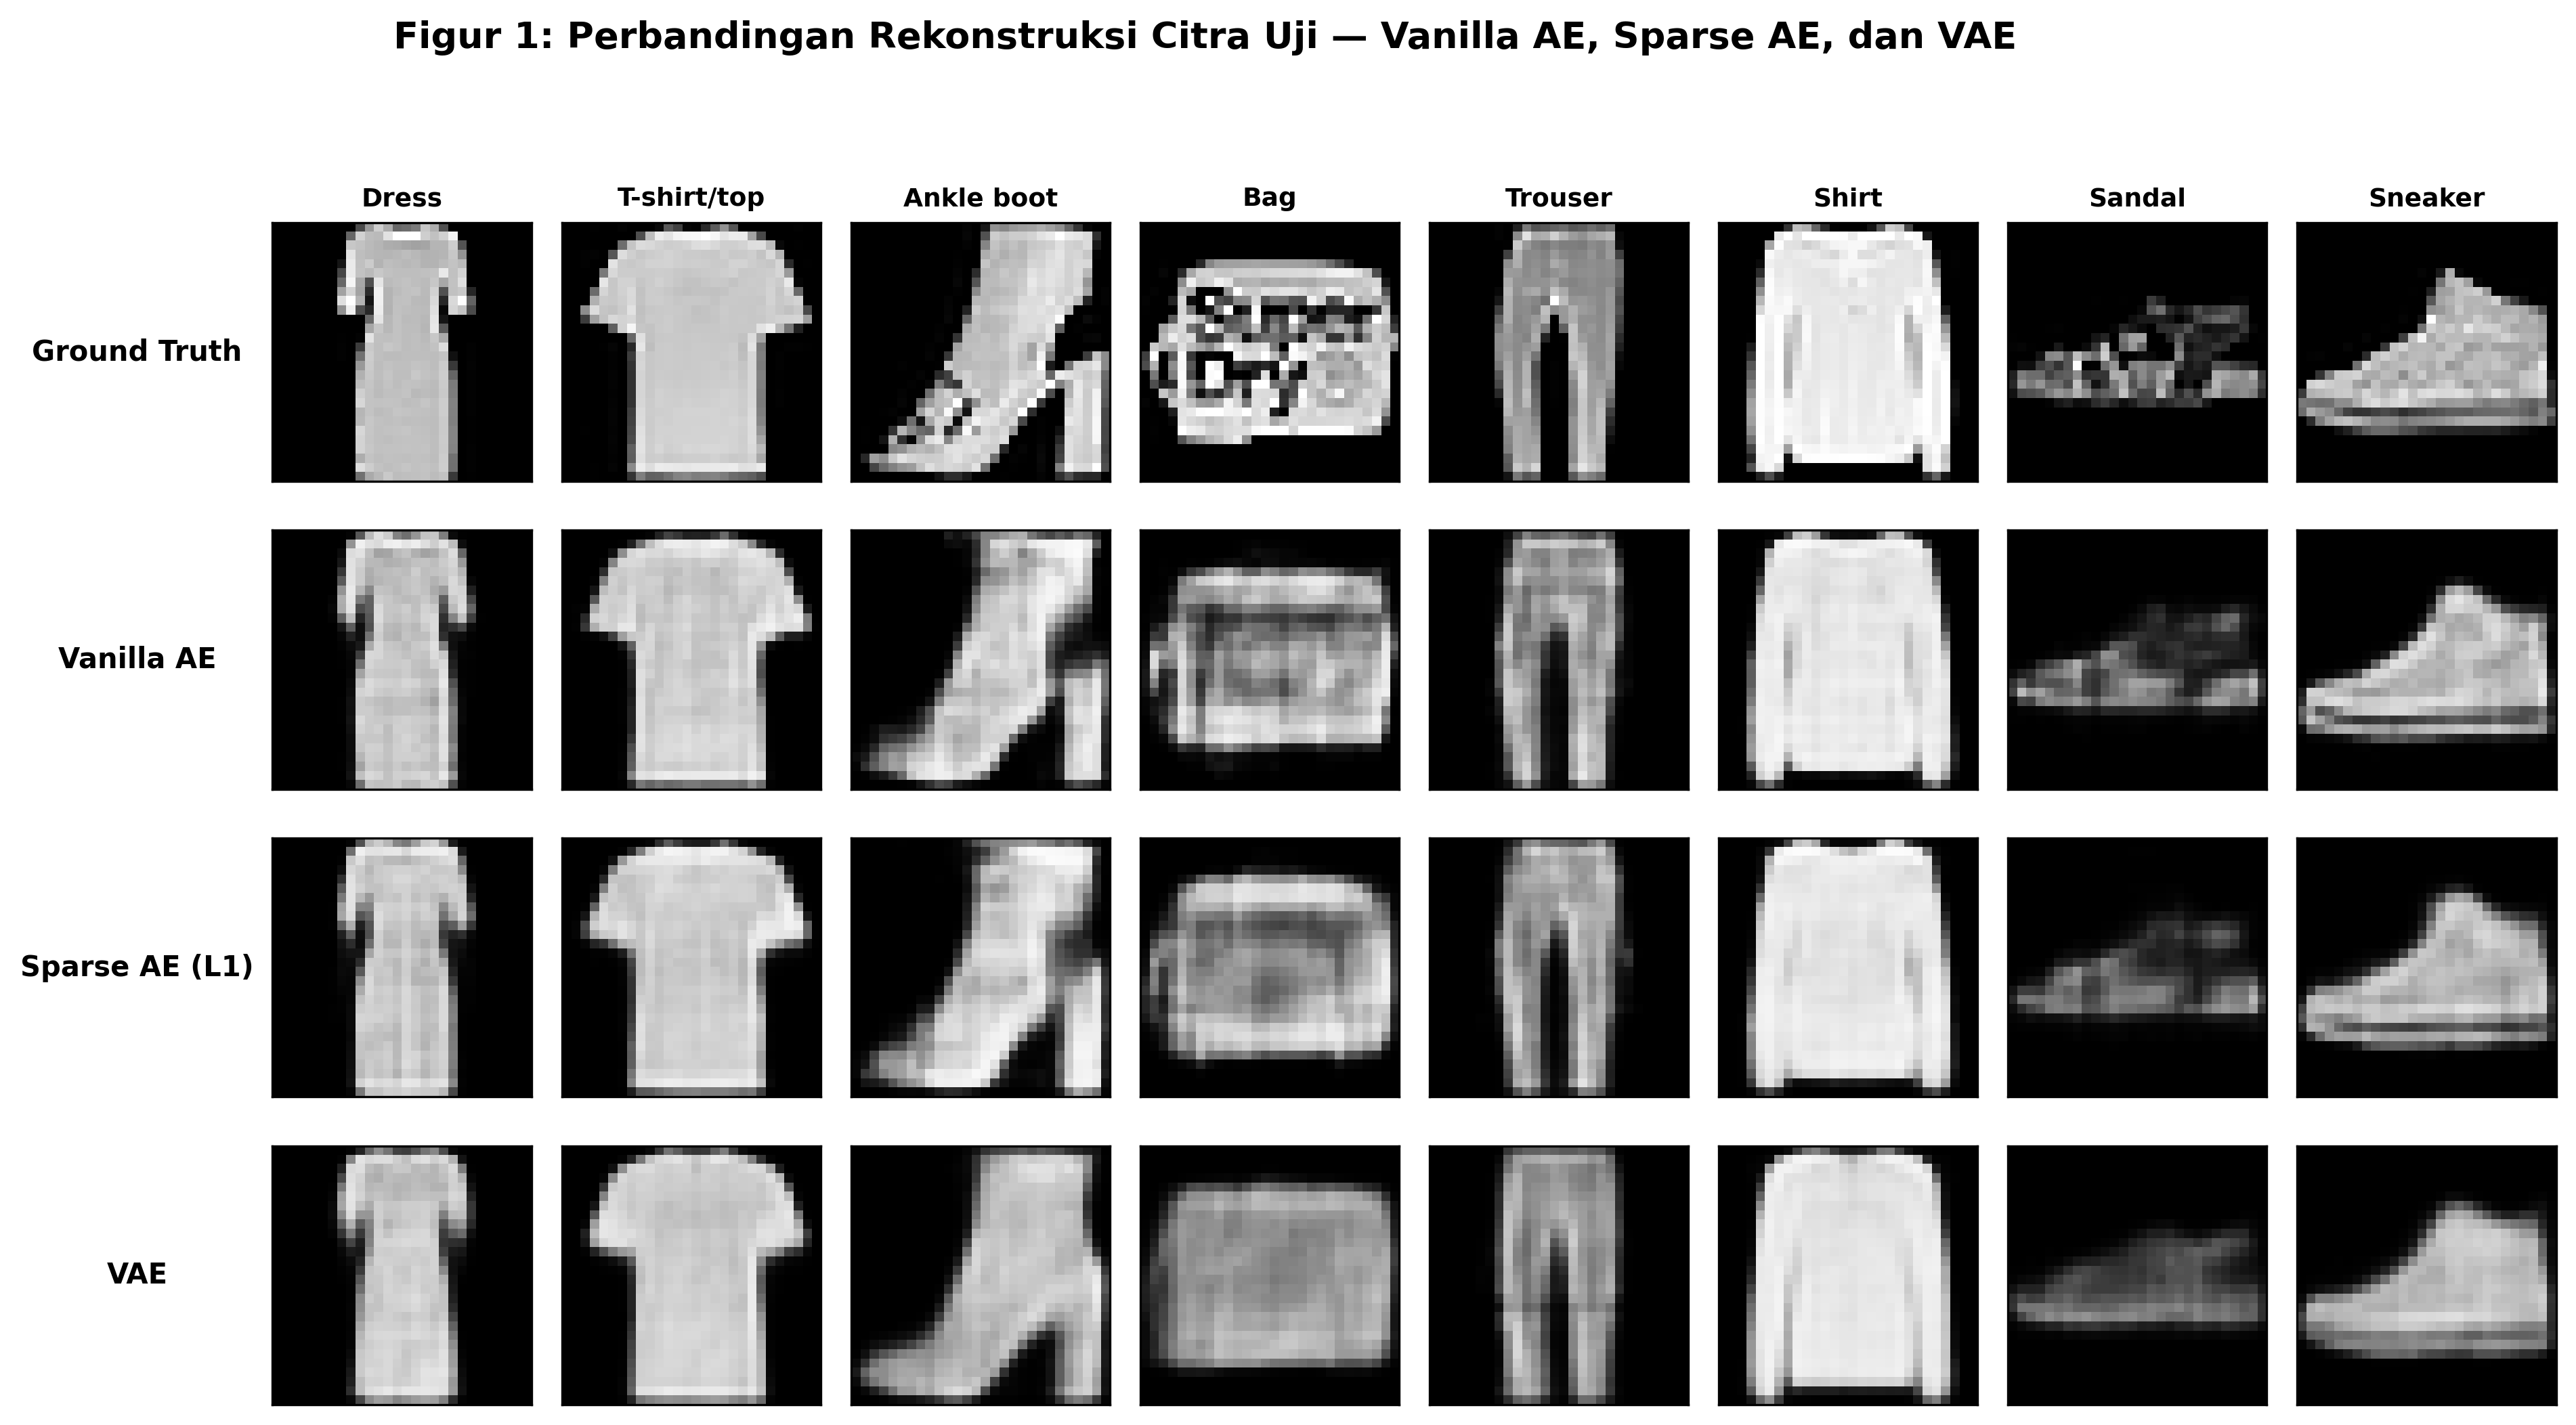 Figur 1: Perbandingan Rekonstruksi Citra Uji — Vanilla AE, Sparse AE, dan VAE
Dress T-shirt/top Ankle boot Bag Trouser Shirt Sandal Sneaker
Ground Truth
Dry
Vanilla AE
Sparse AE (L1)
VAE